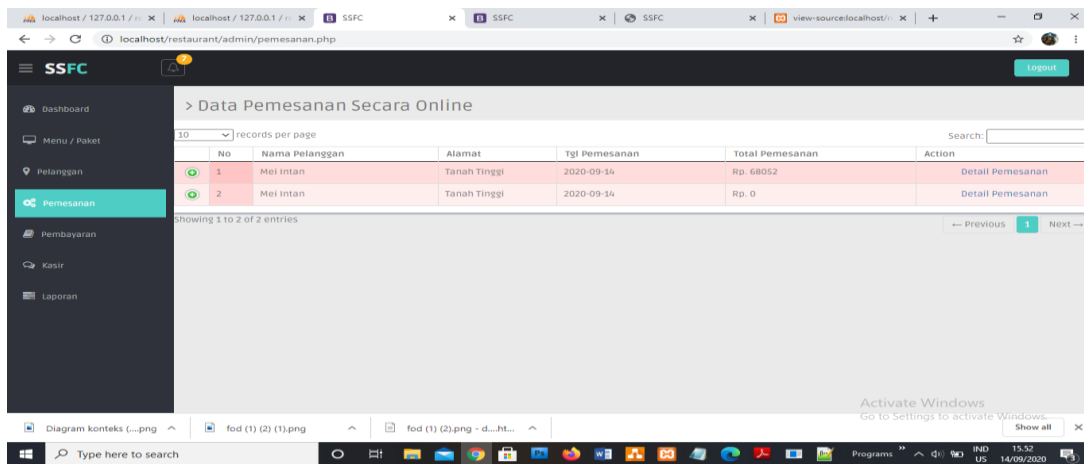 localhost / 127.0.0.1 / localhost / 127.0.0.1 / SSFC SSFC SSFC view-source:localhost/
localhost/restaurant/admin/pemesanan.php
SSFC 7 Logout
Dashboard
Menu / Paket
Pelanggan
Pemesanan
Pembayaran
Kasir
Laporan
> Data Pemesanan Secara Online
10 records per page Search:
No Nama Pelanggan Alamat Tgl Pemesanan Total Pemesanan Action
1 Mei Intan Tanah Tinggi 2020-09-14 Rp. 68052 Detail Pemesanan
2 Mei Intan Tanah Tinggi 2020-09-14 Rp. 0 Detail Pemesanan
Showing 1 to 2 of 2 entries ← Previous 1 Next →
Activate Windows
Go to Settings to activate Windows.
Diagram konteks (....png fod (1) (2) (1).png fod (1) (2).png - d....ht... Show all
Type here to search Programs IND 15.52
US 14/09/2020